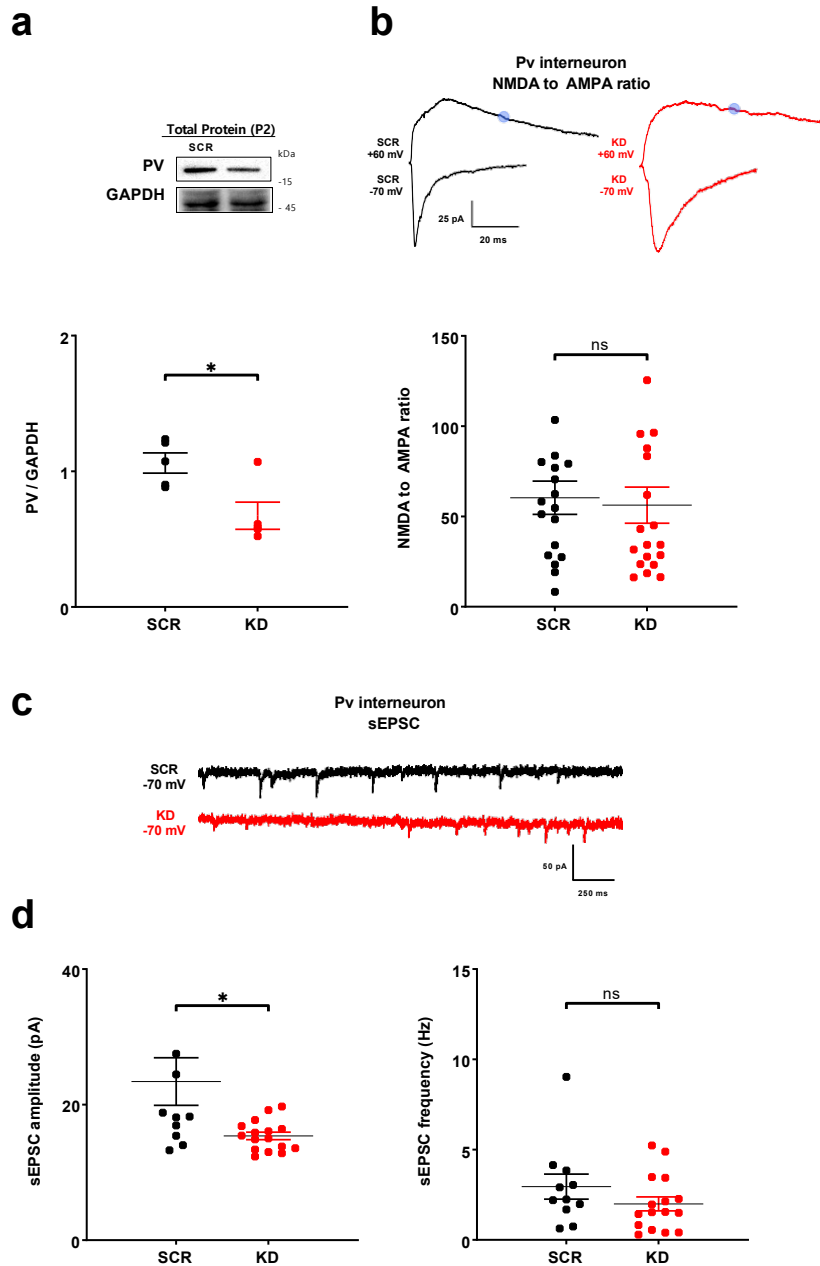 a
b
Total Protein (P2)
SCR
kDa
PV
-15
GAPDH
- 45
Pv interneuron
NMDA to AMPA ratio
SCR
+60 mV
SCR
-70 mV
25 pA
20 ms
KD
+60 mV
KD
-70 mV
2
1
0
PV / GAPDH
*
SCR
KD
150
100
50
0
NMDA to AMPA ratio
ns
SCR
KD
c
Pv interneuron
sEPSC
SCR
-70 mV
KD
-70 mV
50 pA
250 ms
d
40
20
0
sEPSC amplitude (pA)
*
SCR
KD
15
10
5
0
sEPSC frequency (Hz)
ns
SCR
KD